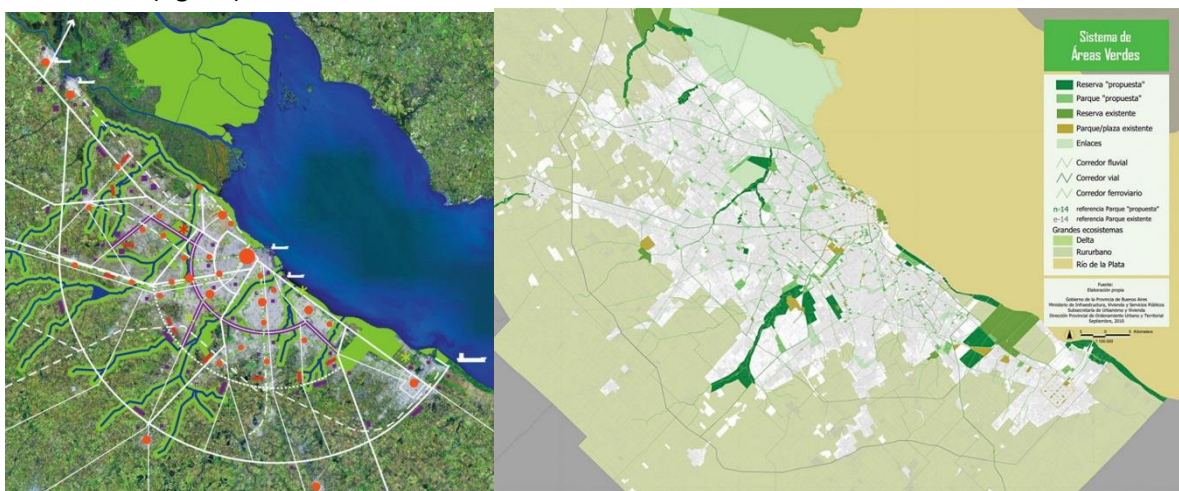 Sistema de
Áreas Verdes
Reserva "propuesta"
Parque "propuesta"
Reserva existente
Parque/plaza existente
Enlaces
Corredor fluvial
Corredor vial
Corredor ferroviario
n-14 referencia Parque "propuesta"
e-14 referencia Parque existente
Grandes ecosistemas
Delta
Rururbano
Río de la Plata
Fuente:
Elaboración propia
Gobierno de la Provincia de Buenos Aires
Ministerio de Infraestructura, Vivienda y Servicios Públicos
Subsecretaría de Urbanismo y Vivienda
Dirección Provincial de Ordenamiento Urbano y Territorial
Septiembre, 2010